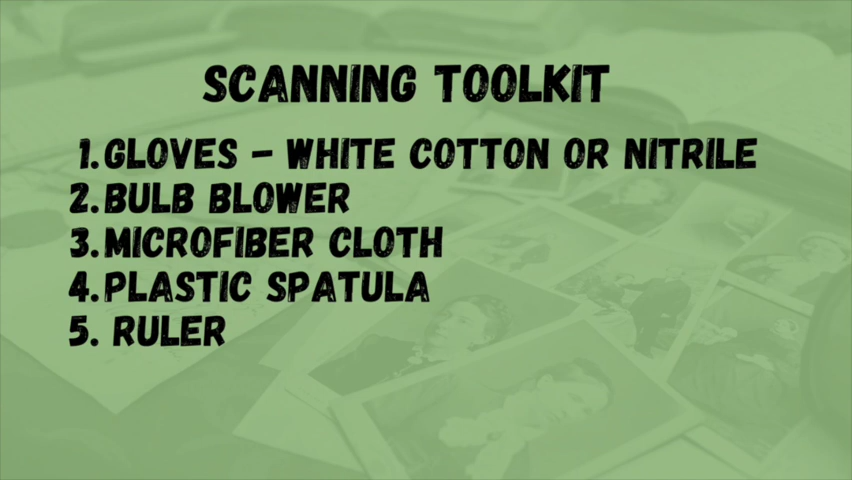 SCANNING TOOLKIT
1. GLOVES – WHITE COTTON OR NITRILE
2. BULB BLOWER
3. MICROFIBER CLOTH
4. PLASTIC SPATULA
5. RULER